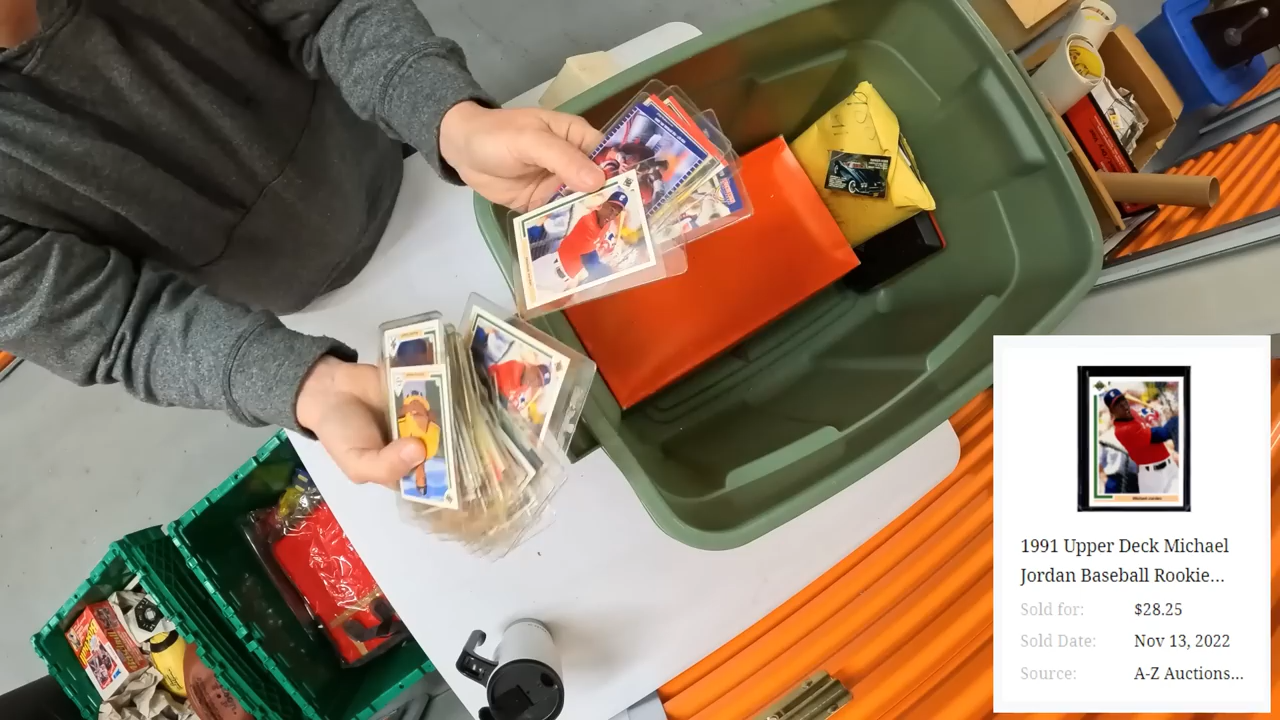 1991 Upper Deck Michael
Jordan Baseball Rookie...
Sold for: $28.25
Sold Date: Nov 13, 2022
Source: A-Z Auctions...